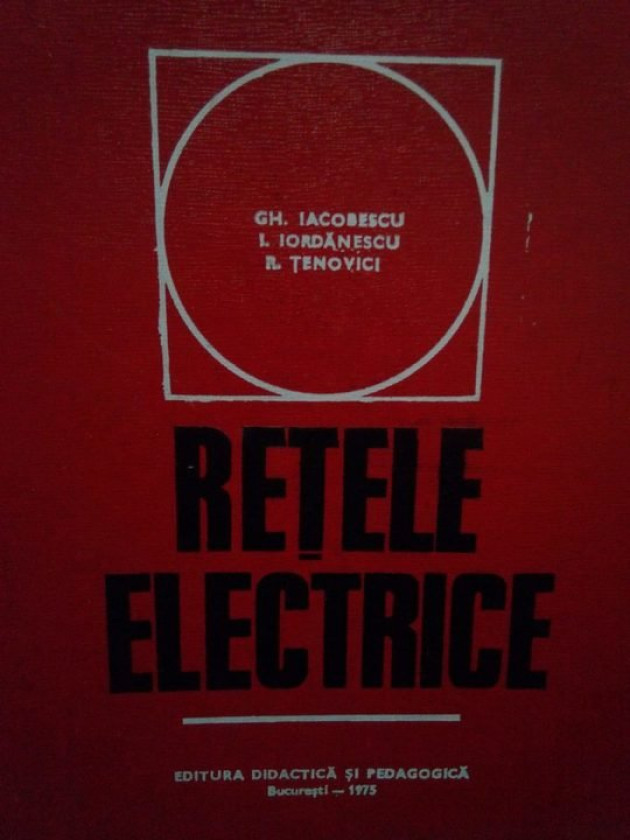 GH. IACOBESCU
I. IORDĂNESCU
R. ȚENOVICI
REȚELE
ELECTRICE
EDITURA DIDACTICĂ ȘI PEDAGOGICĂ
București — 1975